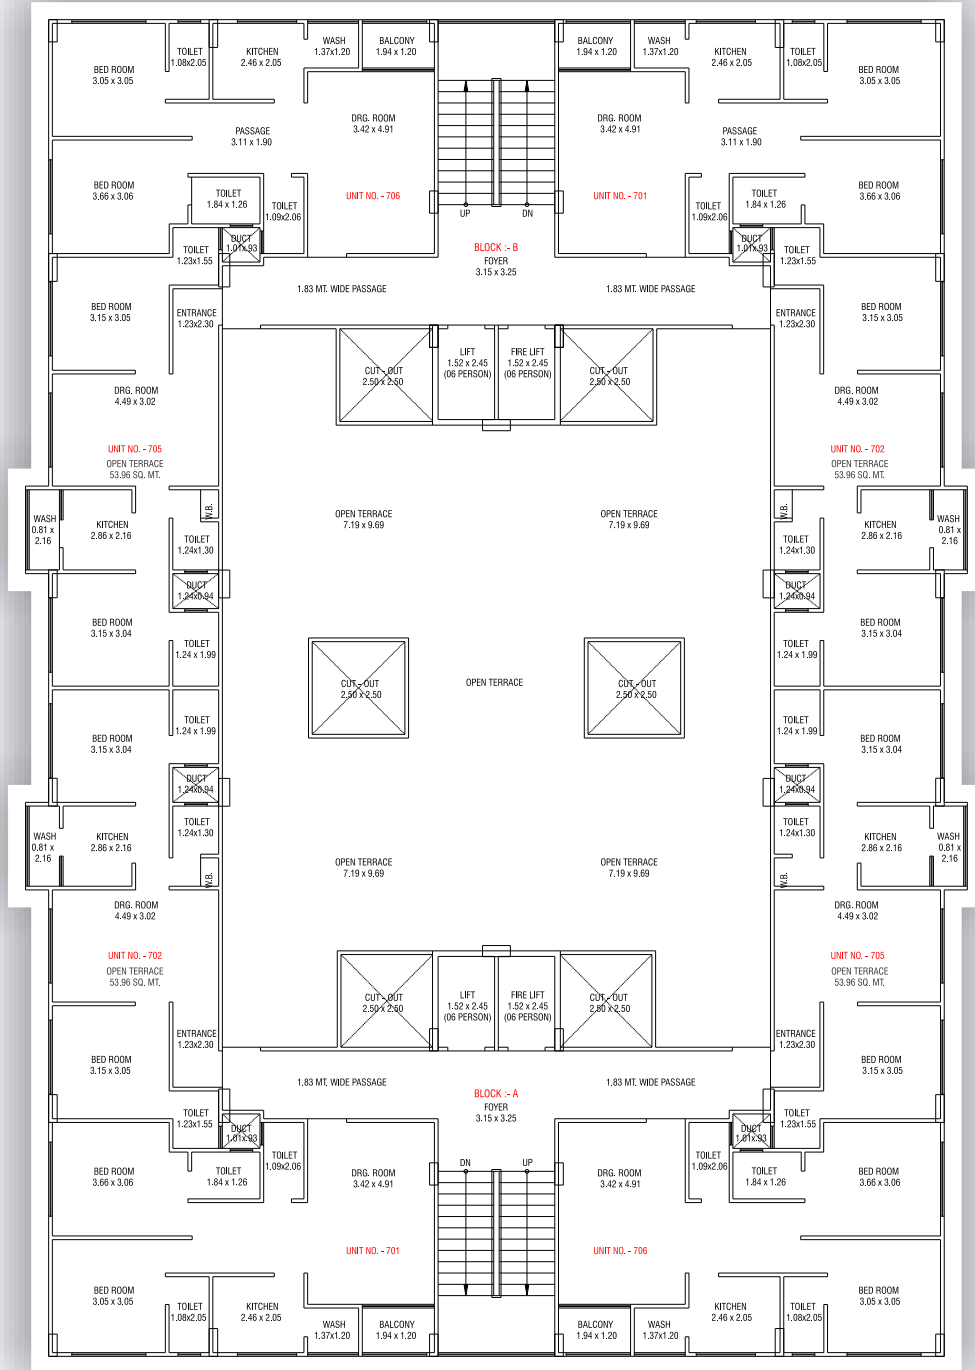 WASH
1.37x1.20
BALCONY
1.94 x 1.20
BALCONY
1.94 x 1.20
WASH
1.37x1.20
TOILET
1.08x2.05
KITCHEN
2.46 x 2.05
KITCHEN
2.46 x 2.05
TOILET
1.08x2.05
BED ROOM
3.05 x 3.05
BED ROOM
3.05 x 3.05
DRG. ROOM
3.42 x 4.91
DRG. ROOM
3.42 x 4.91
PASSAGE
3.11 x 1.90
PASSAGE
3.11 x 1.90
BED ROOM
3.66 x 3.06
TOILET
1.84 x 1.26
UNIT NO. - 706
UNIT NO. - 701
TOILET
1.84 x 1.26
BED ROOM
3.66 x 3.06
TOILET
1.09x2.06
TOILET
1.09x2.06
UP
DN
DUCT
1.01x.93
BLOCK :- B
FOYER
3.15 x 3.25
DUCT
1.01x.93
TOILET
1.23x1.55
TOILET
1.23x1.55
1.83 MT. WIDE PASSAGE
1.83 MT. WIDE PASSAGE
BED ROOM
3.15 x 3.05
ENTRANCE
1.23x2.30
ENTRANCE
1.23x2.30
BED ROOM
3.15 x 3.05
CUT - OUT
2.50 x 2.50
LIFT
1.52 x 2.45
(06 PERSON)
FIRE LIFT
1.52 x 2.45
(06 PERSON)
CUT - OUT
2.50 x 2.50
DRG. ROOM
4.49 x 3.02
DRG. ROOM
4.49 x 3.02
UNIT NO. - 705
OPEN TERRACE
53.96 SQ. MT.
UNIT NO. - 702
OPEN TERRACE
53.96 SQ. MT.
W.B.
OPEN TERRACE
7.19 x 9.69
OPEN TERRACE
7.19 x 9.69
W.B.
WASH
0.81 x
2.16
KITCHEN
2.86 x 2.16
TOILET
1.24x1.30
TOILET
1.24x1.30
KITCHEN
2.86 x 2.16
WASH
0.81 x
2.16
DUCT
1.24x0.94
DUCT
1.24x0.94
BED ROOM
3.15 x 3.04
BED ROOM
3.15 x 3.04
TOILET
1.24 x 1.99
TOILET
1.24 x 1.99
CUT - OUT
2.50 x 2.50
OPEN TERRACE
CUT - OUT
2.50 x 2.50
TOILET
1.24 x 1.99
TOILET
1.24 x 1.99
BED ROOM
3.15 x 3.04
BED ROOM
3.15 x 3.04
DUCT
1.24x0.94
DUCT
1.24x0.94
WASH
0.81 x
2.16
KITCHEN
2.86 x 2.16
TOILET
1.24x1.30
TOILET
1.24x1.30
KITCHEN
2.86 x 2.16
WASH
0.81 x
2.16
W.B.
OPEN TERRACE
7.19 x 9.69
OPEN TERRACE
7.19 x 9.69
W.B.
DRG. ROOM
4.49 x 3.02
DRG. ROOM
4.49 x 3.02
UNIT NO. - 702
OPEN TERRACE
53.96 SQ. MT.
UNIT NO. - 705
OPEN TERRACE
53.96 SQ. MT.
CUT - OUT
2.50 x 2.50
LIFT
1.52 x 2.45
(06 PERSON)
FIRE LIFT
1.52 x 2.45
(06 PERSON)
CUT - OUT
2.50 x 2.50
ENTRANCE
1.23x2.30
ENTRANCE
1.23x2.30
BED ROOM
3.15 x 3.05
BED ROOM
3.15 x 3.05
1.83 MT. WIDE PASSAGE
1.83 MT. WIDE PASSAGE
BLOCK :- A
FOYER
3.15 x 3.25
TOILET
1.23x1.55
TOILET
1.23x1.55
DUCT
1.01x.93
DUCT
1.01x.93
TOILET
1.09x2.06
TOILET
1.09x2.06
DN
UP
BED ROOM
3.66 x 3.06
TOILET
1.84 x 1.26
DRG. ROOM
3.42 x 4.91
DRG. ROOM
3.42 x 4.91
TOILET
1.84 x 1.26
BED ROOM
3.66 x 3.06
UNIT NO. - 701
UNIT NO. - 706
BED ROOM
3.05 x 3.05
BED ROOM
3.05 x 3.05
TOILET
1.08x2.05
KITCHEN
2.46 x 2.05
KITCHEN
2.46 x 2.05
TOILET
1.08x2.05
WASH
1.37x1.20
BALCONY
1.94 x 1.20
BALCONY
1.94 x 1.20
WASH
1.37x1.20